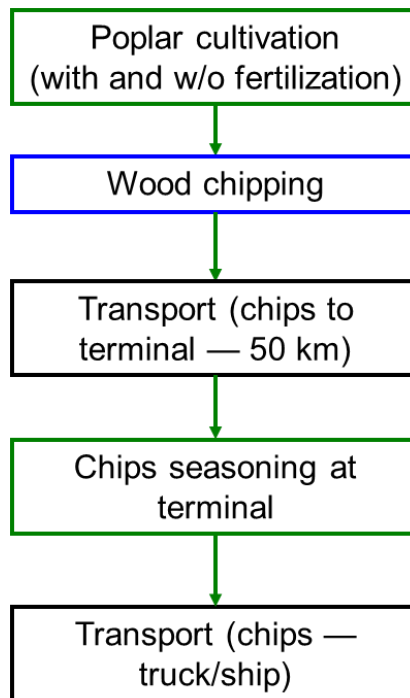 Poplar cultivation
(with and w/o fertilization)
Wood chipping
Transport (chips to
terminal — 50 km)
Chips seasoning at
terminal
Transport (chips —
truck/ship)